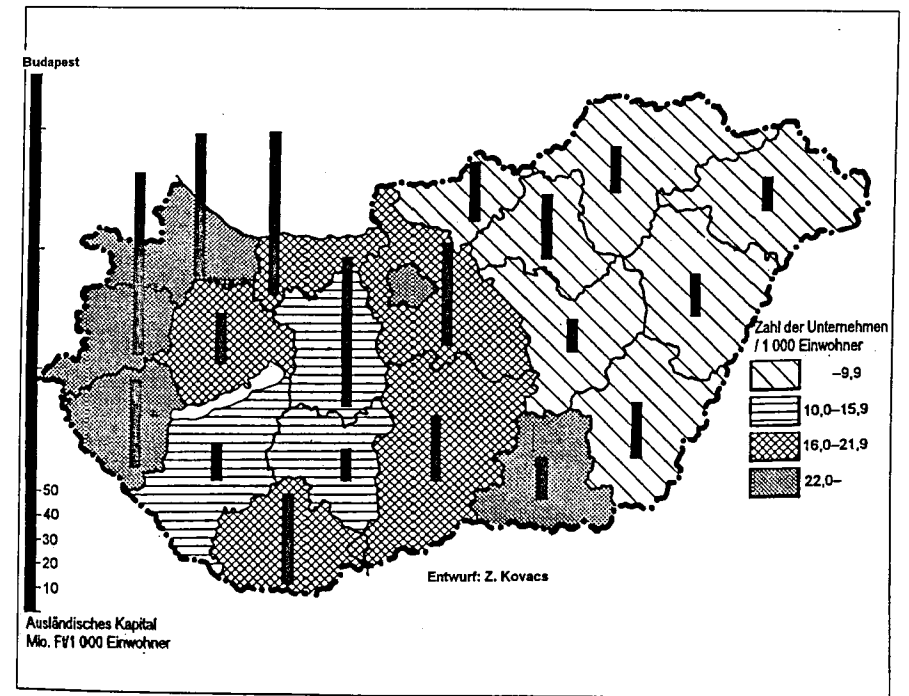 Budapest
50
40
30
20
10
Ausländisches Kapital
Mio. Ft/1 000 Einwohner
Entwurf: Z. Kovacs
Zahl der Unternehmen
/ 1 000 Einwohner
–9,9
10,0–15,9
16,0–21,9
22,0–